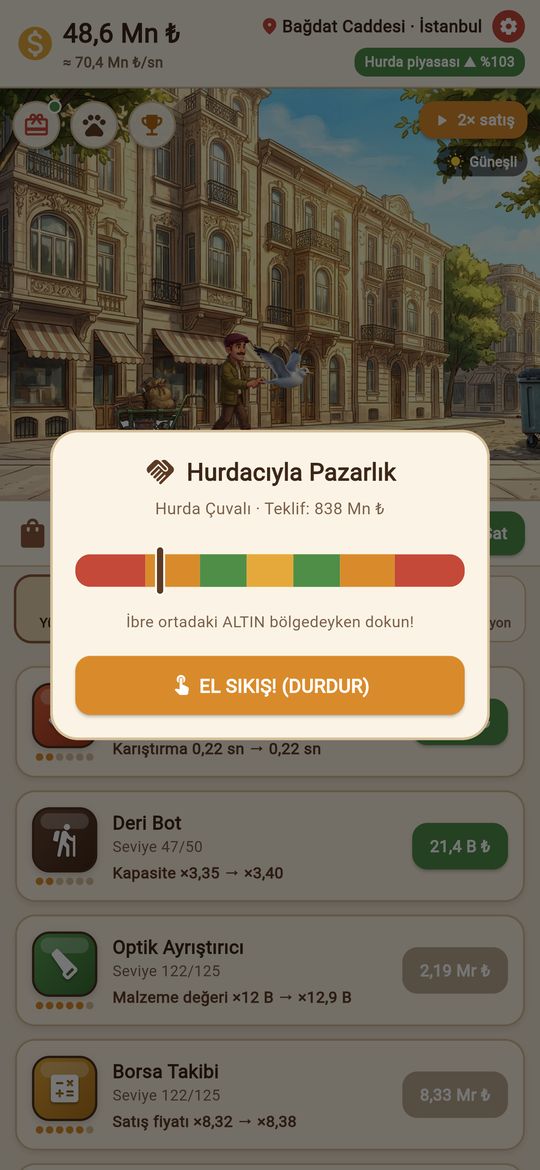 48,6 Mn ₺
≈ 70,4 Mn ₺/sn
Bağdat Caddesi · İstanbul
Hurda piyasası ▲ %103
2× satış
Güneşli
Hurdacıyla Pazarlık
Hurda Çuvalı · Teklif: 838 Mn ₺
İbre ortadaki ALTIN bölgedeyken dokun!
EL SIKIŞ! (DURDUR)
Karıştırma 0,22 sn → 0,22 sn
Deri Bot
Seviye 47/50
Kapasite ×3,35 → ×3,40
21,4 B ₺
Optik Ayrıştırıcı
Seviye 122/125
Malzeme değeri ×12 B → ×12,9 B
2,19 Mr ₺
Borsa Takibi
Seviye 122/125
Satış fiyatı ×8,32 → ×8,38
8,33 Mr ₺